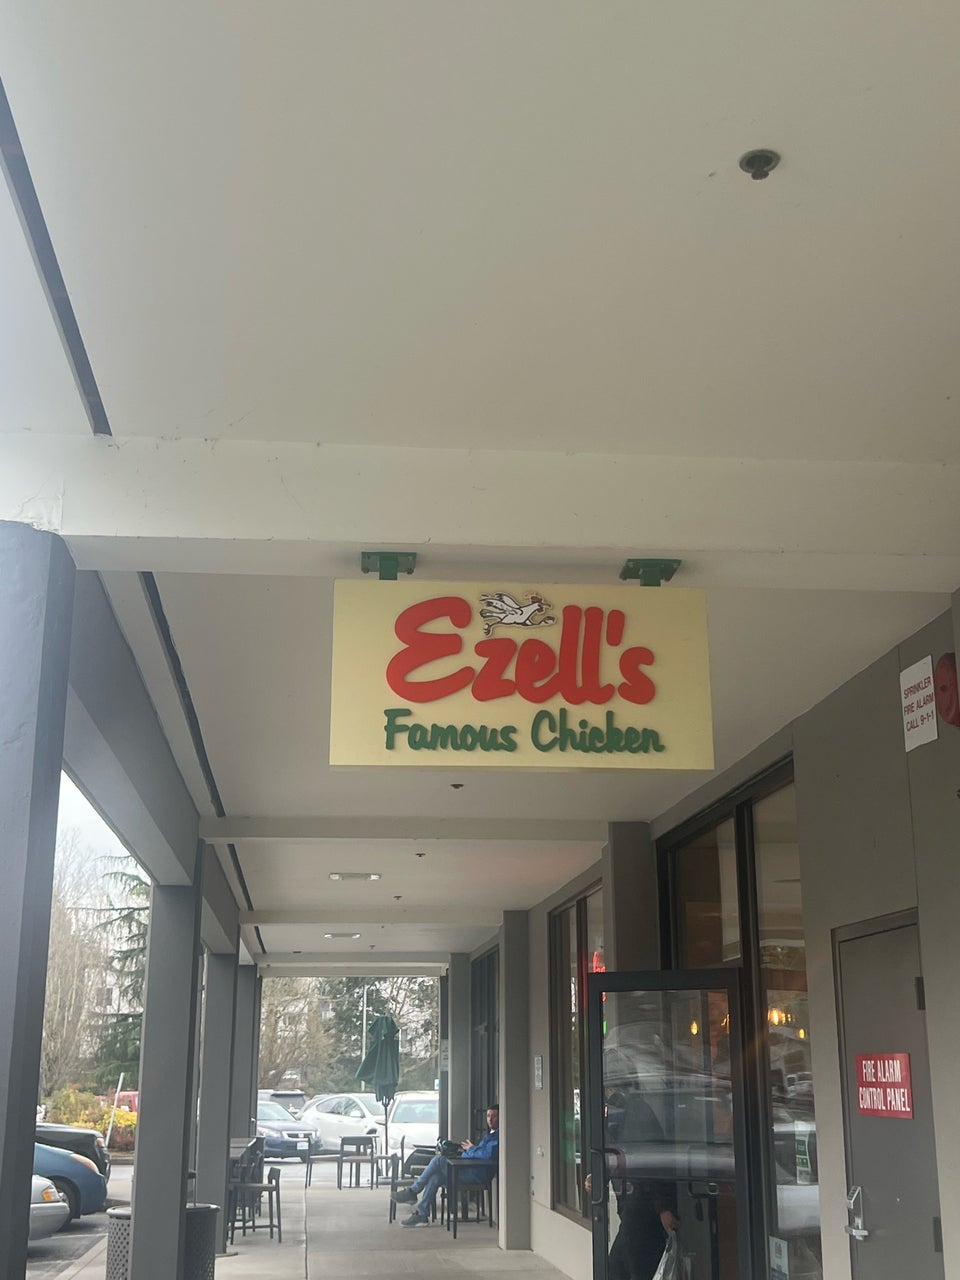 Ezell's
Famous Chicken
SPRINKLER
FIRE ALARM
CALL 9-1-1
FIRE ALARM
CONTROL PANEL